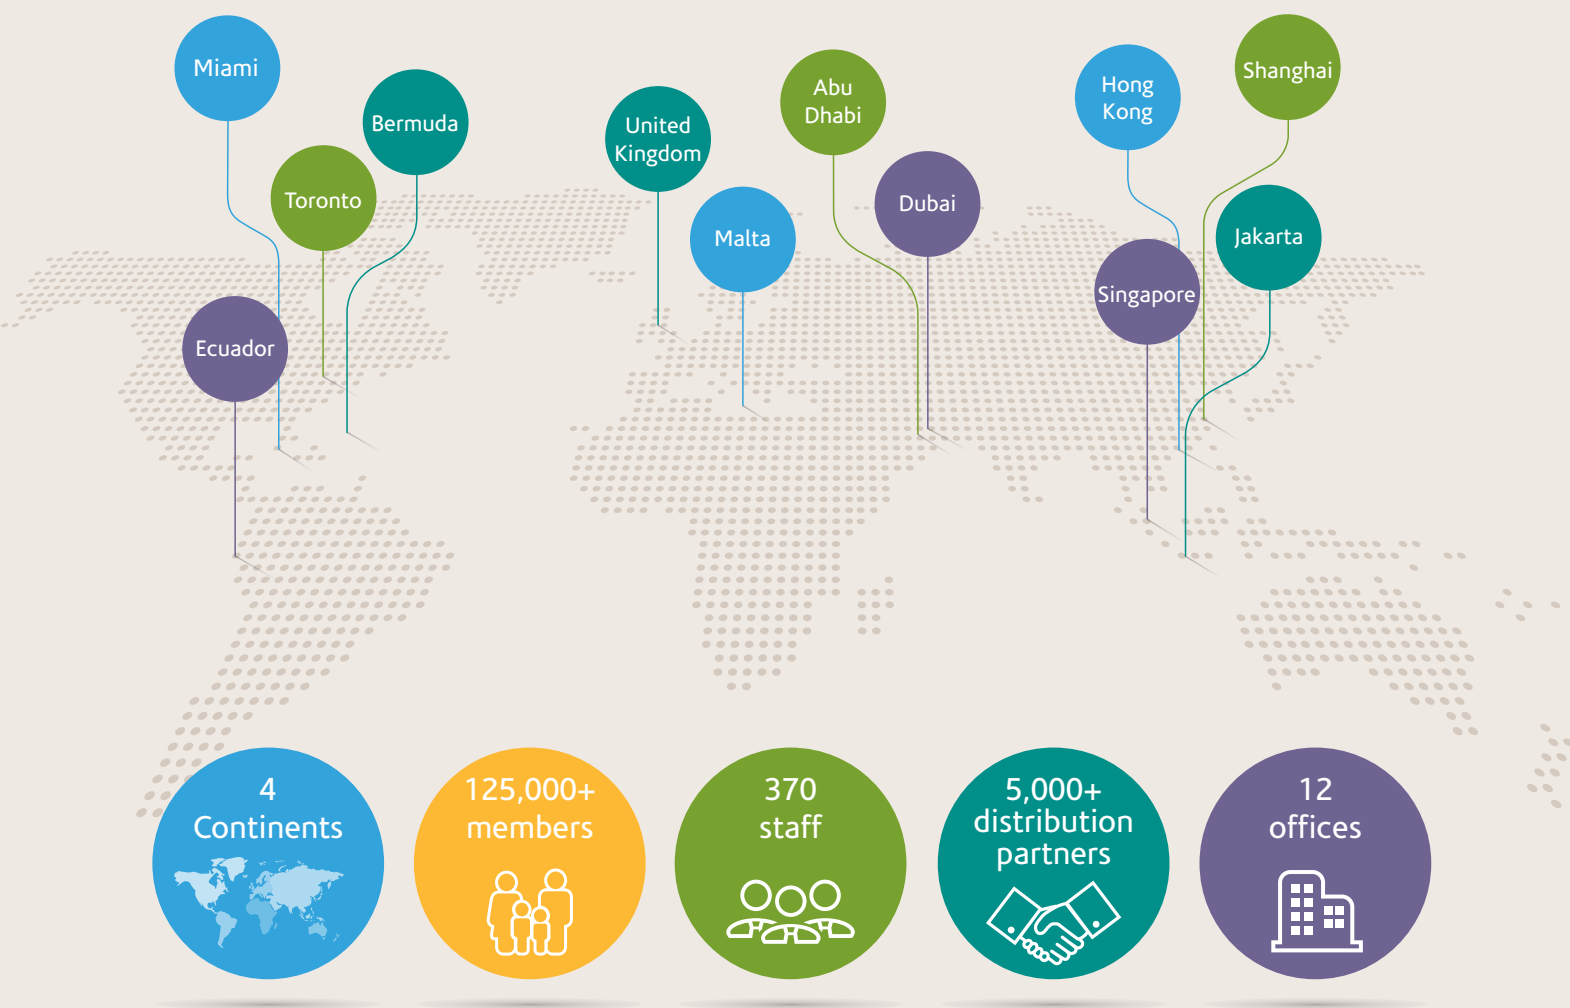 Miami
Toronto
Bermuda
Ecuador
United
Kingdom
Malta
Abu
Dhabi
Dubai
Hong
Kong
Shanghai
Singapore
Jakarta
4
Continents
125,000+
members
370
staff
5,000+
distribution
partners
12
offices